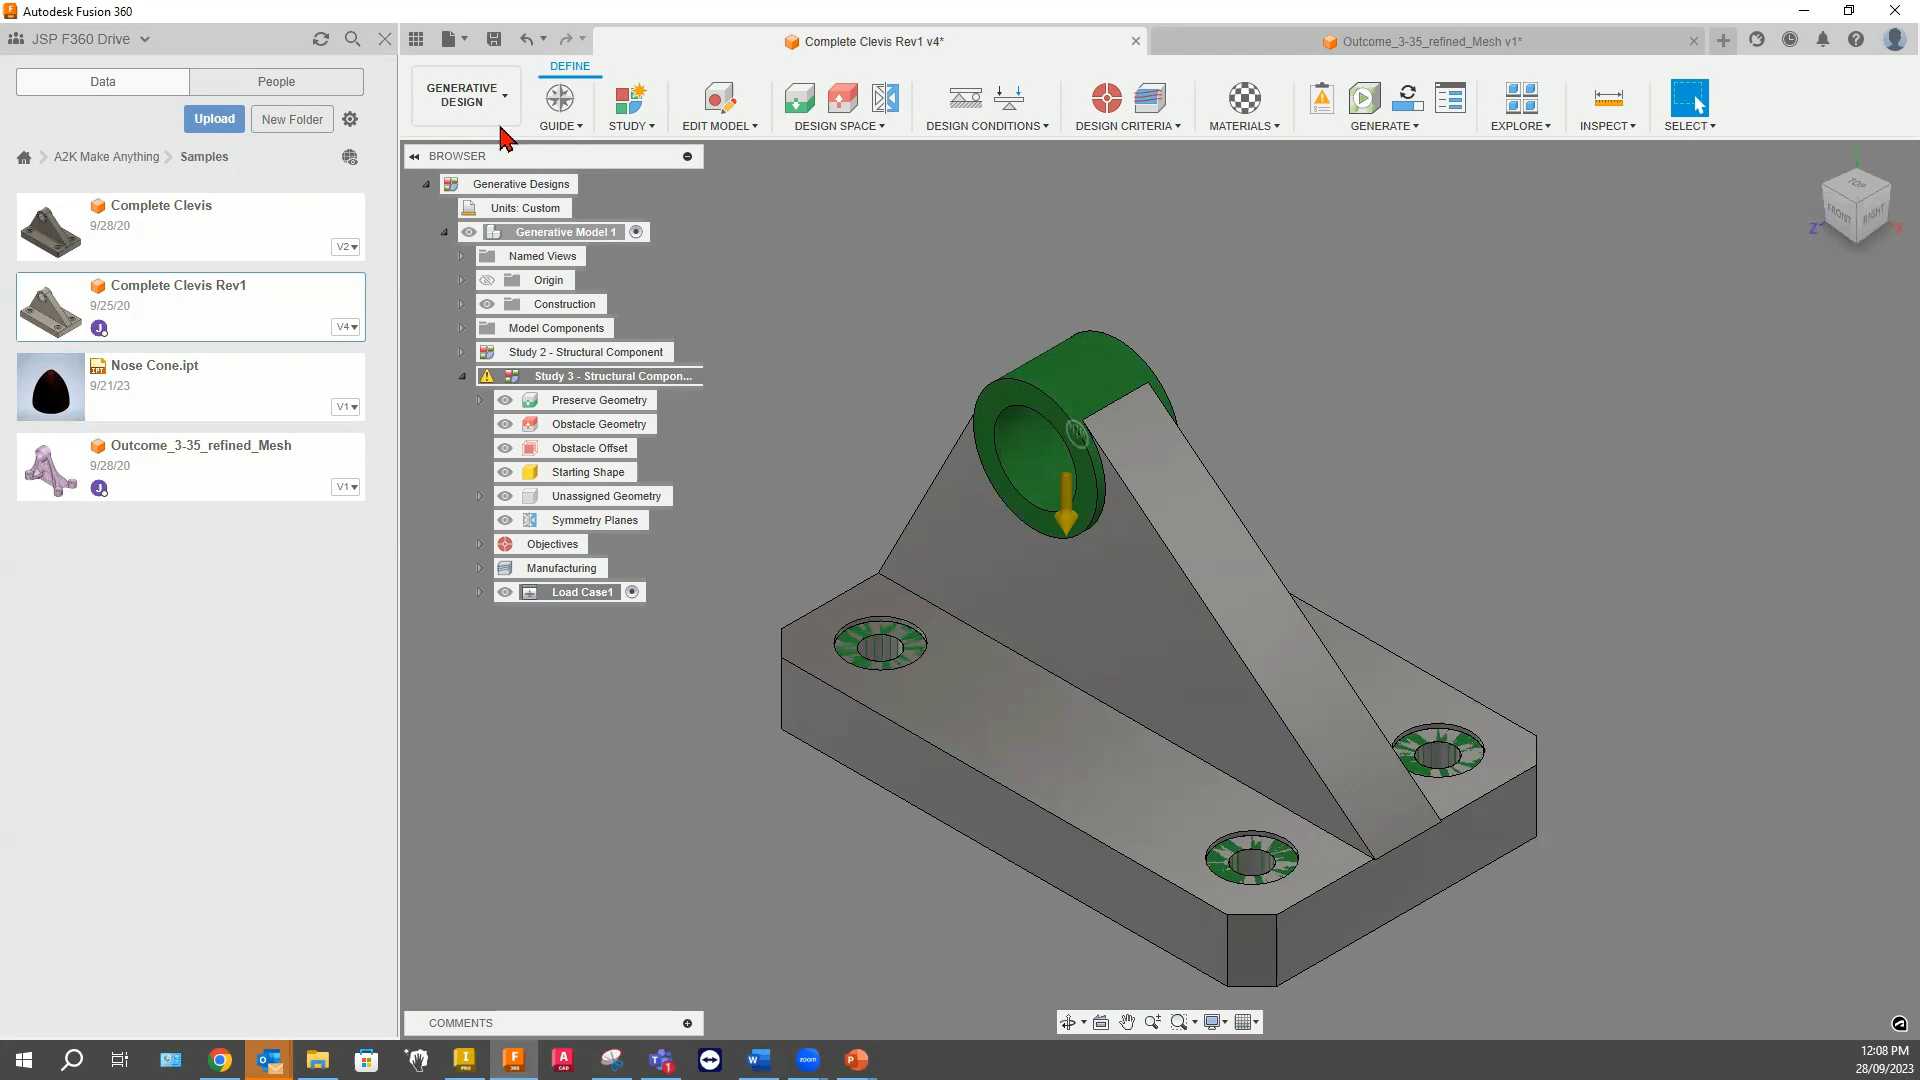 Autodesk Fusion 360
JSP F360 Drive
Complete Clevis Rev1 v4*
Outcome_3-35_refined_Mesh v1*
Data
People
Upload
New Folder
A2K Make Anything
Samples
Complete Clevis
9/28/20
V2
Complete Clevis Rev1
9/25/20
V4
Nose Cone.ipt
9/21/23
V1
Outcome_3-35_refined_Mesh
9/28/20
V1
DEFINE
GENERATIVE
DESIGN
GUIDE
STUDY
EDIT MODEL
DESIGN SPACE
DESIGN CONDITIONS
DESIGN CRITERIA
MATERIALS
GENERATE
EXPLORE
INSPECT
SELECT
BROWSER
Generative Designs
Units: Custom
Generative Model 1
Named Views
Origin
Construction
Model Components
Study 2 - Structural Component
Study 3 - Structural Compon...
Preserve Geometry
Obstacle Geometry
Obstacle Offset
Starting Shape
Unassigned Geometry
Symmetry Planes
Objectives
Manufacturing
Load Case1
TOP
FRONT
RIGHT
Z
X
COMMENTS
12:08 PM
28/09/2023